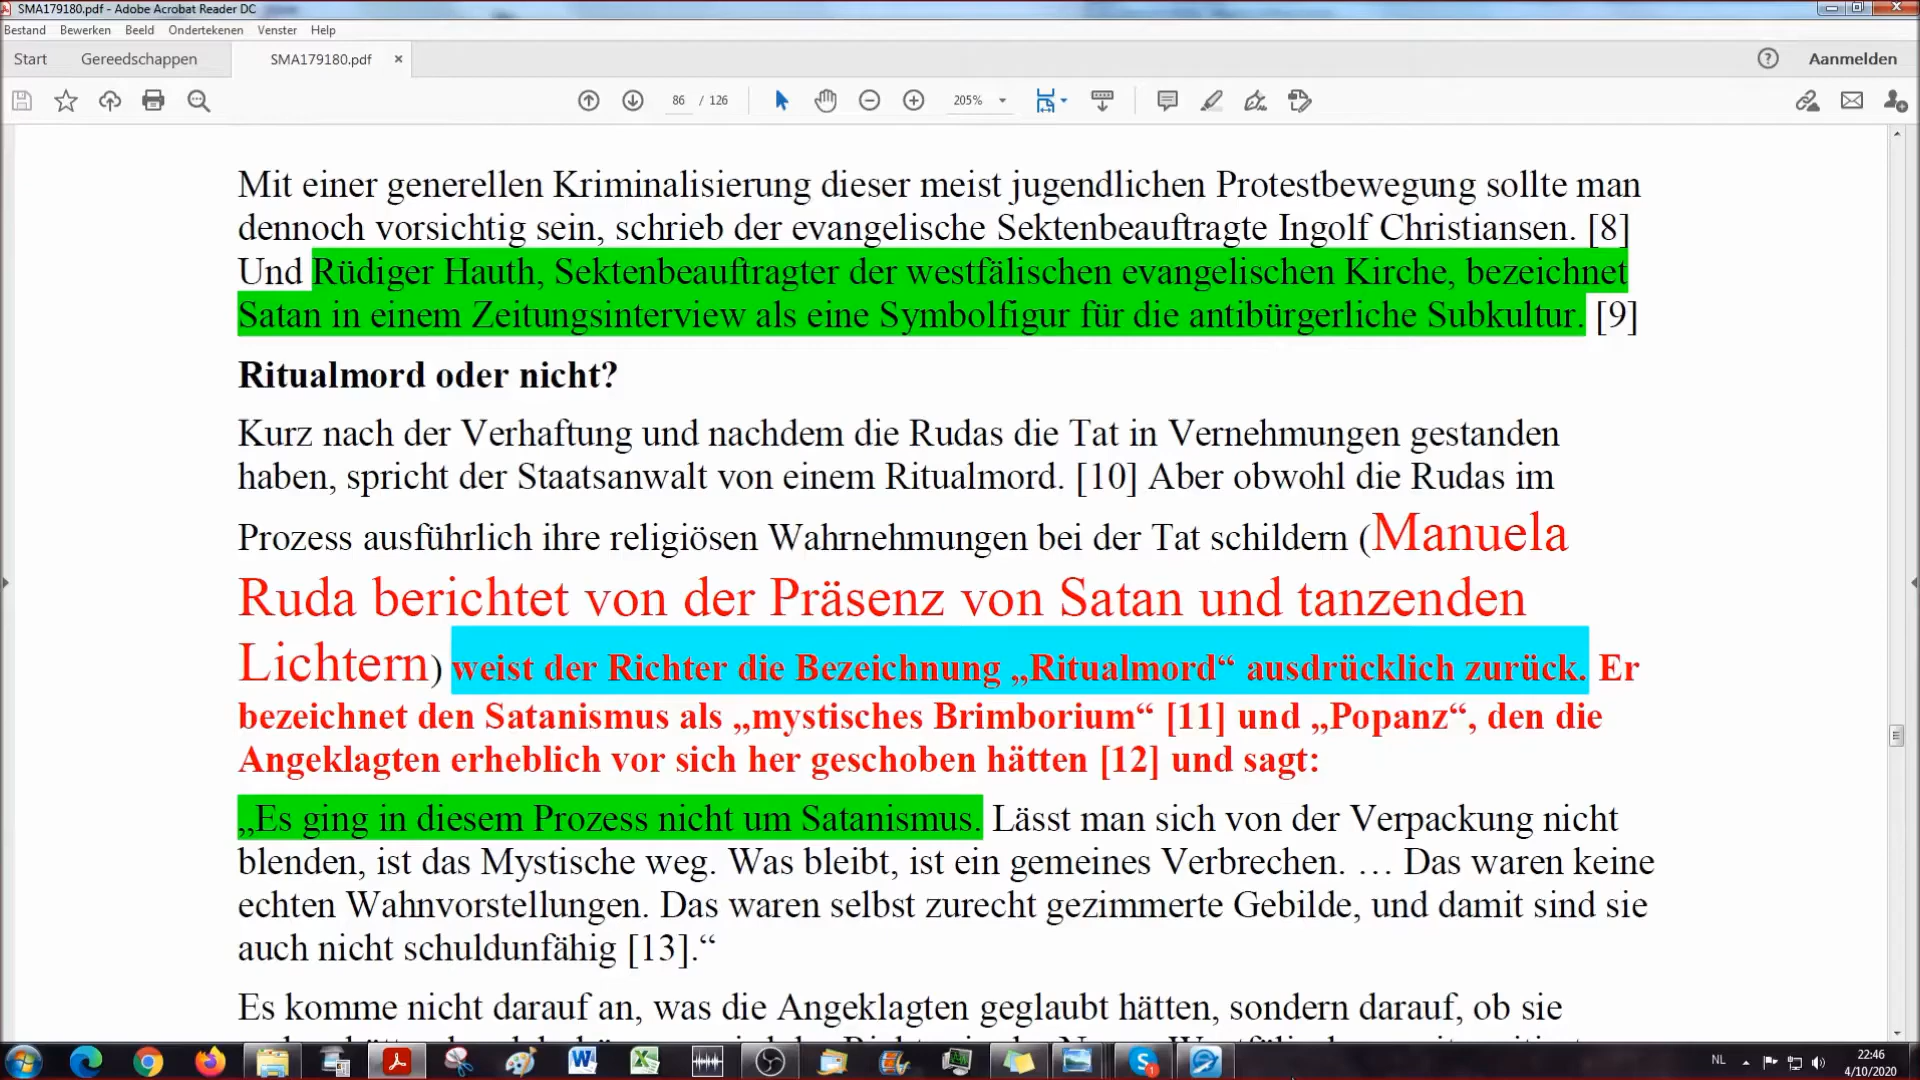 SMA179180.pdf - Adobe Acrobat Reader DC
Bestand Bewerken Beeld Ondertekenen Venster Help
Start Gereedschappen SMA179180.pdf × Aanmelden
86 / 126 205%
Mit einer generellen Kriminalisierung dieser meist jugendlichen Protestbewegung sollte man
dennoch vorsichtig sein, schrieb der evangelische Sektenbeauftragte Ingolf Christiansen. [8]
Und Rüdiger Hauth, Sektenbeauftragter der westfälischen evangelischen Kirche, bezeichnet
Satan in einem Zeitungsinterview als eine Symbolfigur für die antibürgerliche Subkultur. [9]
Ritualmord oder nicht?
Kurz nach der Verhaftung und nachdem die Rudas die Tat in Vernehmungen gestanden
haben, spricht der Staatsanwalt von einem Ritualmord. [10] Aber obwohl die Rudas im
Prozess ausführlich ihre religiösen Wahrnehmungen bei der Tat schildern (Manuela
Ruda berichtet von der Präsenz von Satan und tanzenden
Lichtern) weist der Richter die Bezeichnung „Ritualmord“ ausdrücklich zurück. Er
bezeichnet den Satanismus als „mystisches Brimborium“ [11] und „Popanz“, den die
Angeklagten erheblich vor sich her geschoben hätten [12] und sagt:
„Es ging in diesem Prozess nicht um Satanismus. Lässt man sich von der Verpackung nicht
blenden, ist das Mystische weg. Was bleibt, ist ein gemeines Verbrechen. … Das waren keine
echten Wahnvorstellungen. Das waren selbst zurecht gezimmerte Gebilde, und damit sind sie
auch nicht schuldunfähig [13].“
Es komme nicht darauf an, was die Angeklagten geglaubt hätten, sondern darauf, ob sie
NL 22:46
4/10/2020